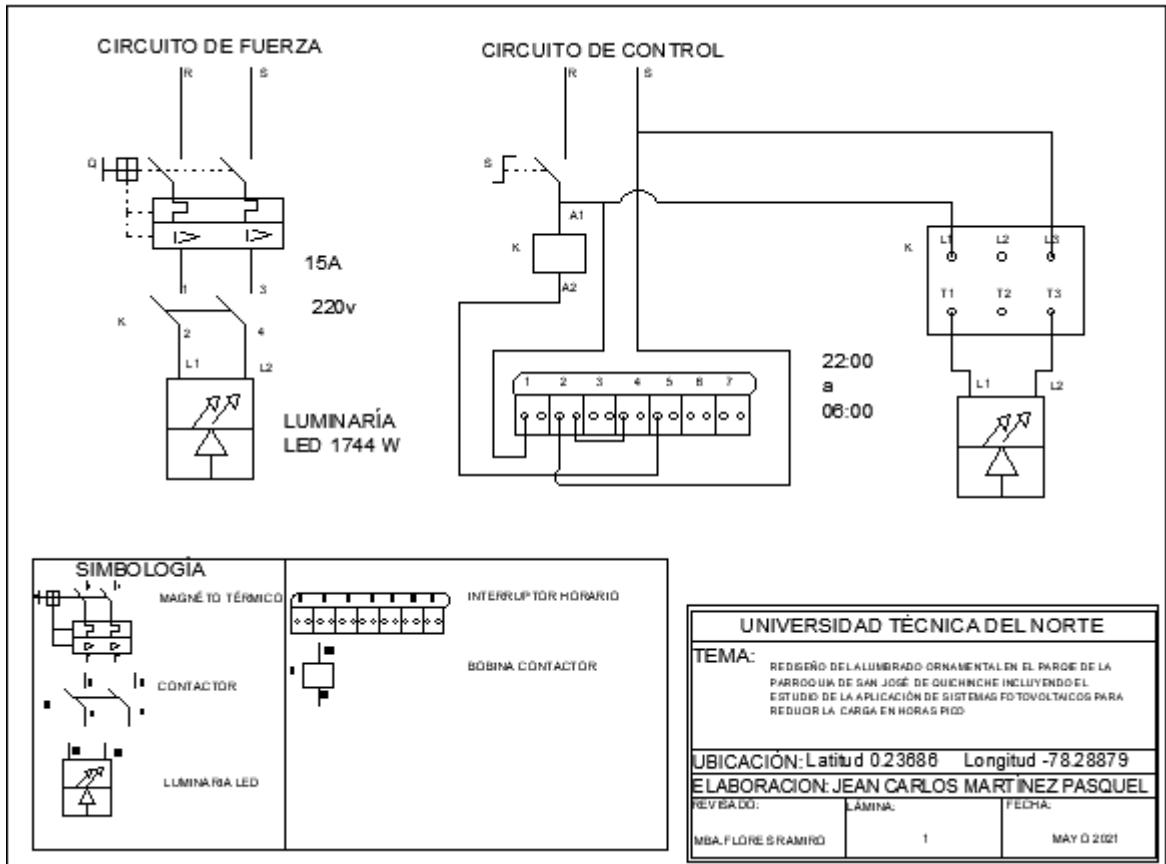 CIRCUITO DE FUERZA
R S
Q
15A
220v
1 3
K
2 4
L1 L2
LUMINARÍA
LED 1744 W
CIRCUITO DE CONTROL
R S
S
A1
K
A2
1 2 3 4 5 6 7
22:00
a
06:00
K
L1 L2 L3
T1 T2 T3
L1 L2
SIMBOLOGÍA
MAGNÉTO TÉRMICO
CONTACTOR
LUMINARIA LED
INTERRUPTOR HORARIO
BOBINA CONTACTOR
UNIVERSIDAD TÉCNICA DEL NORTE
TEMA:
REDISEÑO DEL ALUMBRADO ORNAMENTAL EN EL PARQE DE LA
PARROQUIA DE SAN JOSÉ DE QUICHINCHE INCLUYENDO EL
ESTUDIO DE LA APLICACIÓN DE SISTEMAS FOTOVOLTAICOS PARA
REDUCIR LA CARGA EN HORAS PICO
UBICACIÓN: Latitud 0.23686 Longitud -78.28879
ELABORACION: JEAN CARLOS MARTÍNEZ PASQUEL
REVISADO: LÁMINA: FECHA:
MBA.FLORES RAMIRO 1 MAYO 2021